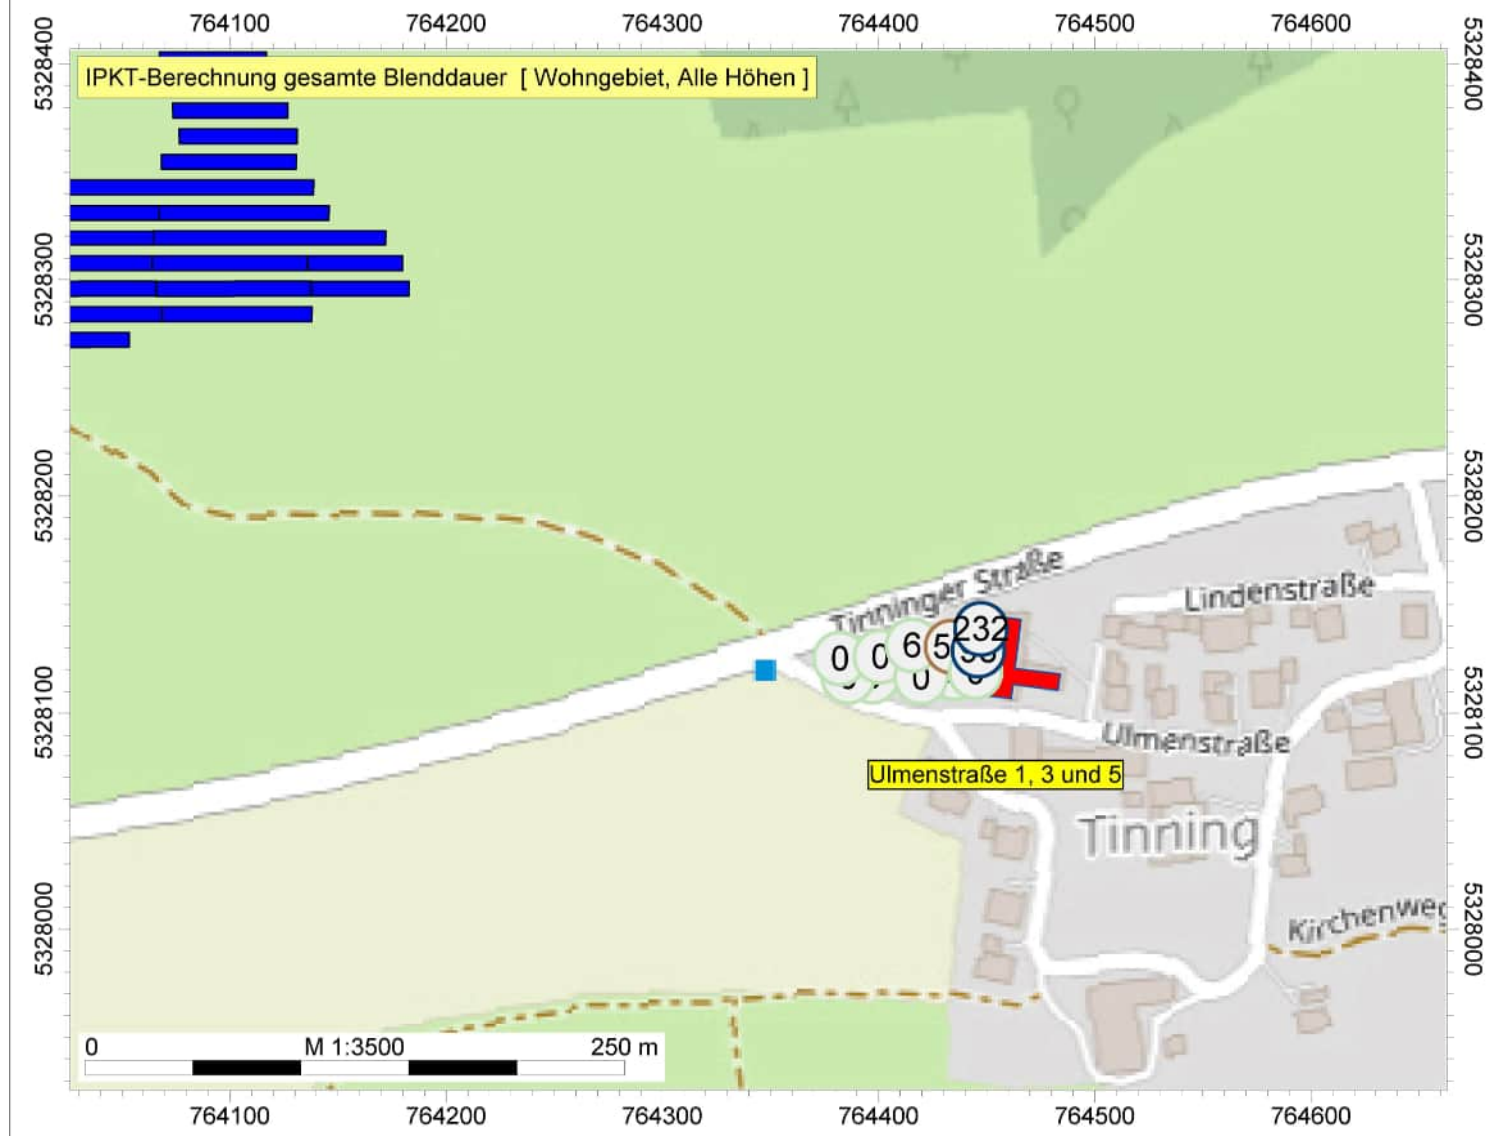 764100 764200 764300 764400 764500 764600
5328400 5328400
IPKT-Berechnung gesamte Blenddauer [ Wohngebiet, Alle Höhen ]
5328300 5328300
5328200 5328200
Tinninger Straße
Lindenstraße
232
0 0 6 5
0
5328100 5328100
Ulmenstraße
Ulmenstraße 1, 3 und 5
Tinning
Kirchenweg
5328000 5328000
0 M 1:3500 250 m
764100 764200 764300 764400 764500 764600